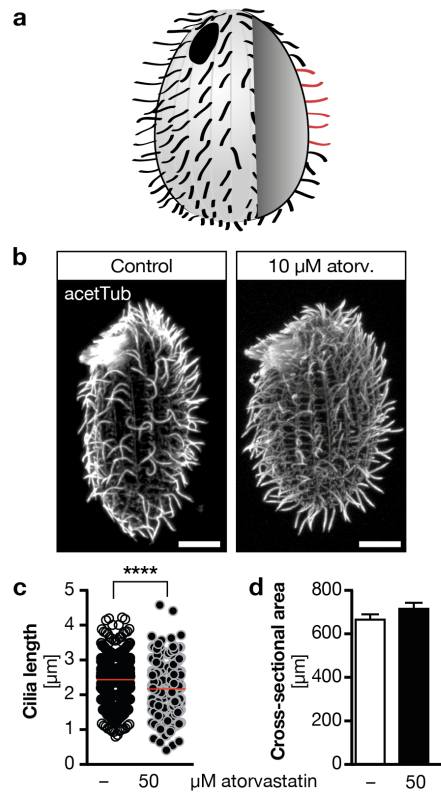 a
b
Control
10 µM atorv.
acetTub
c
****
Cilia length
[µm]
5
4
3
2
1
0
– 50 µM atorvastatin
d
Cross-sectional area
[µm]
800
600
400
200
0
– 50